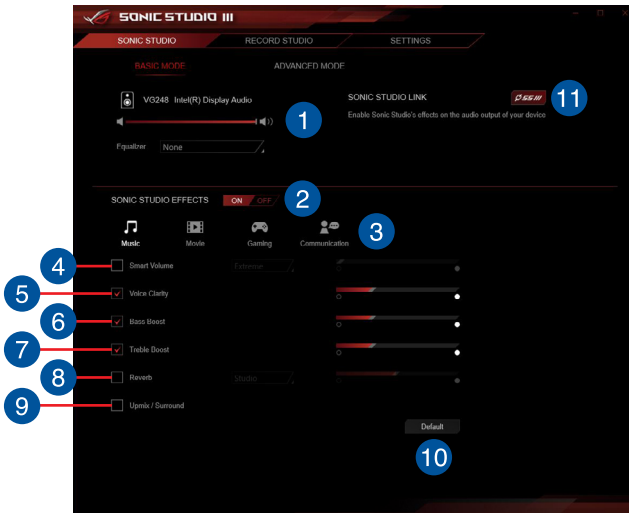 SONIC STUDIO III
SONIC STUDIO RECORD STUDIO SETTINGS
BASIC MODE ADVANCED MODE
VG248 Intel(R) Display Audio
SONIC STUDIO LINK
SS III
11
Enable Sonic Studio's effects on the audio output of your device
1
Equalizer None
SONIC STUDIO EFFECTS ON OFF
2
Music Movie Gaming Communication
3
4 Smart Volume Extreme
5 Voice Clarity
6 Bass Boost
7 Treble Boost
8 Reverb Studio
9 Upmix / Surround
Default
10